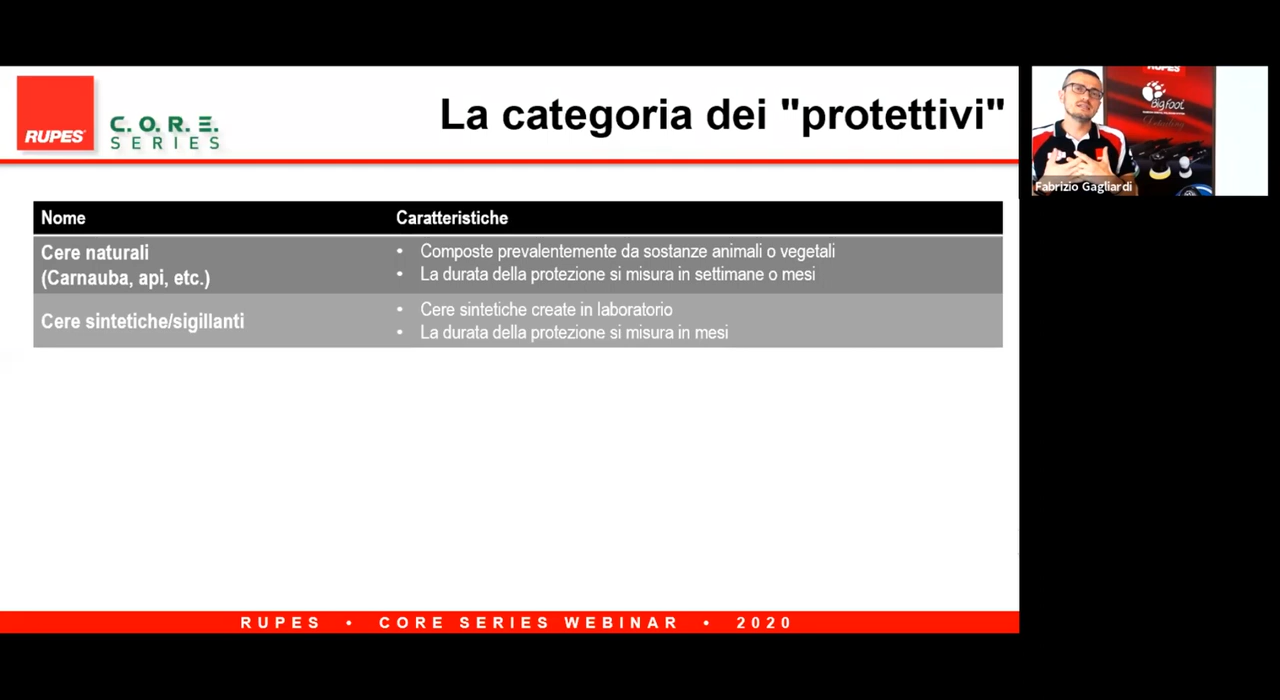 RUPES
C.O.R.E.
SERIES
La categoria dei "protettivi"
Nome
Caratteristiche
Cere naturali
(Carnauba, api, etc.)
• Composte prevalentemente da sostanze animali o vegetali
• La durata della protezione si misura in settimane o mesi
Cere sintetiche/sigillanti
• Cere sintetiche create in laboratorio
• La durata della protezione si misura in mesi
RUPES • CORE SERIES WEBINAR • 2020
RUPES
BigFoot
Fabrizio Gagliardi